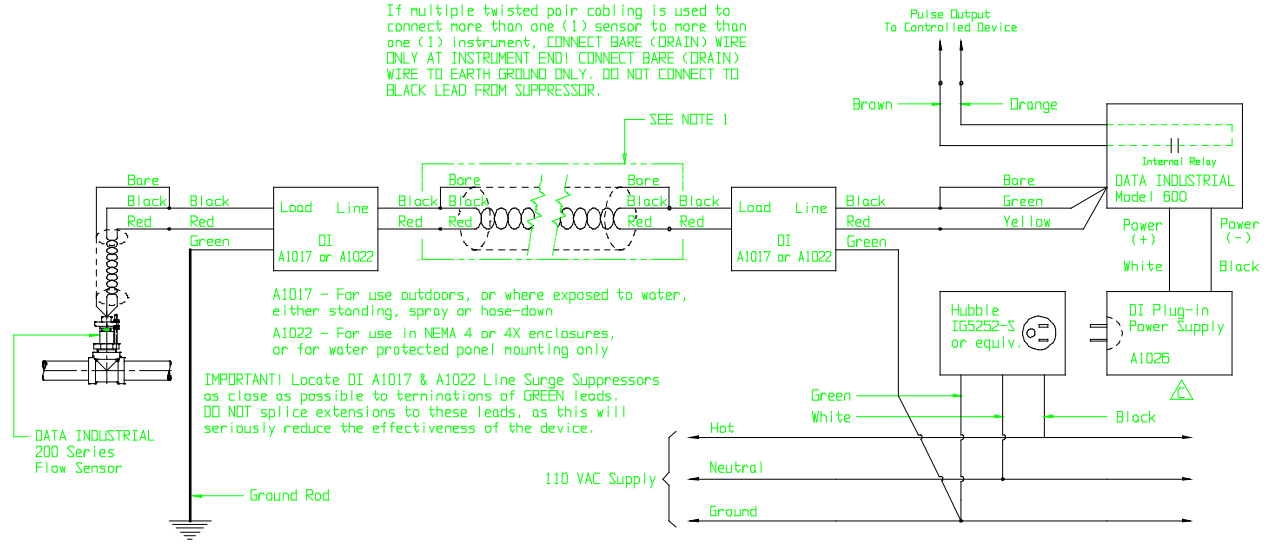 If multiple twisted pair cabling is used to
connect more than one (1) sensor to more than
one (1) instrument, CONNECT BARE (DRAIN) WIRE
ONLY AT INSTRUMENT END! CONNECT BARE (DRAIN)
WIRE TO EARTH GROUND ONLY. DO NOT CONNECT TO
BLACK LEAD FROM SUPPRESSOR.
Pulse Output
To Controlled Device
Brown
Orange
SEE NOTE 1
Internal Relay
DATA INDUSTRIAL
Model 600
Bare
Black
Red
Black
Red
Green
Load
Line
DI
A1017 or A1022
Black
Red
Bare
Black
Red
Bare
Black
Red
Black
Red
Load
Line
DI
A1017 or A1022
Black
Red
Green
Bare
Green
Yellow
Power
(+)
Power
(-)
White
Black
A1017 - For use outdoors, or where exposed to water,
either standing, spray or hose-down
A1022 - For use in NEMA 4 or 4X enclosures,
or for water protected panel mounting only
Hubble
IG5252-S
or equiv.
DI Plug-in
Power Supply
A1026
C
IMPORTANT! Locate DI A1017 & A1022 Line Surge Suppressors
as close as possible to terminations of GREEN leads.
DO NOT splice extensions to these leads, as this will
seriously reduce the effectiveness of the device.
Green
White
Black
DATA INDUSTRIAL
200 Series
Flow Sensor
Ground Rod
110 VAC Supply
Hot
Neutral
Ground